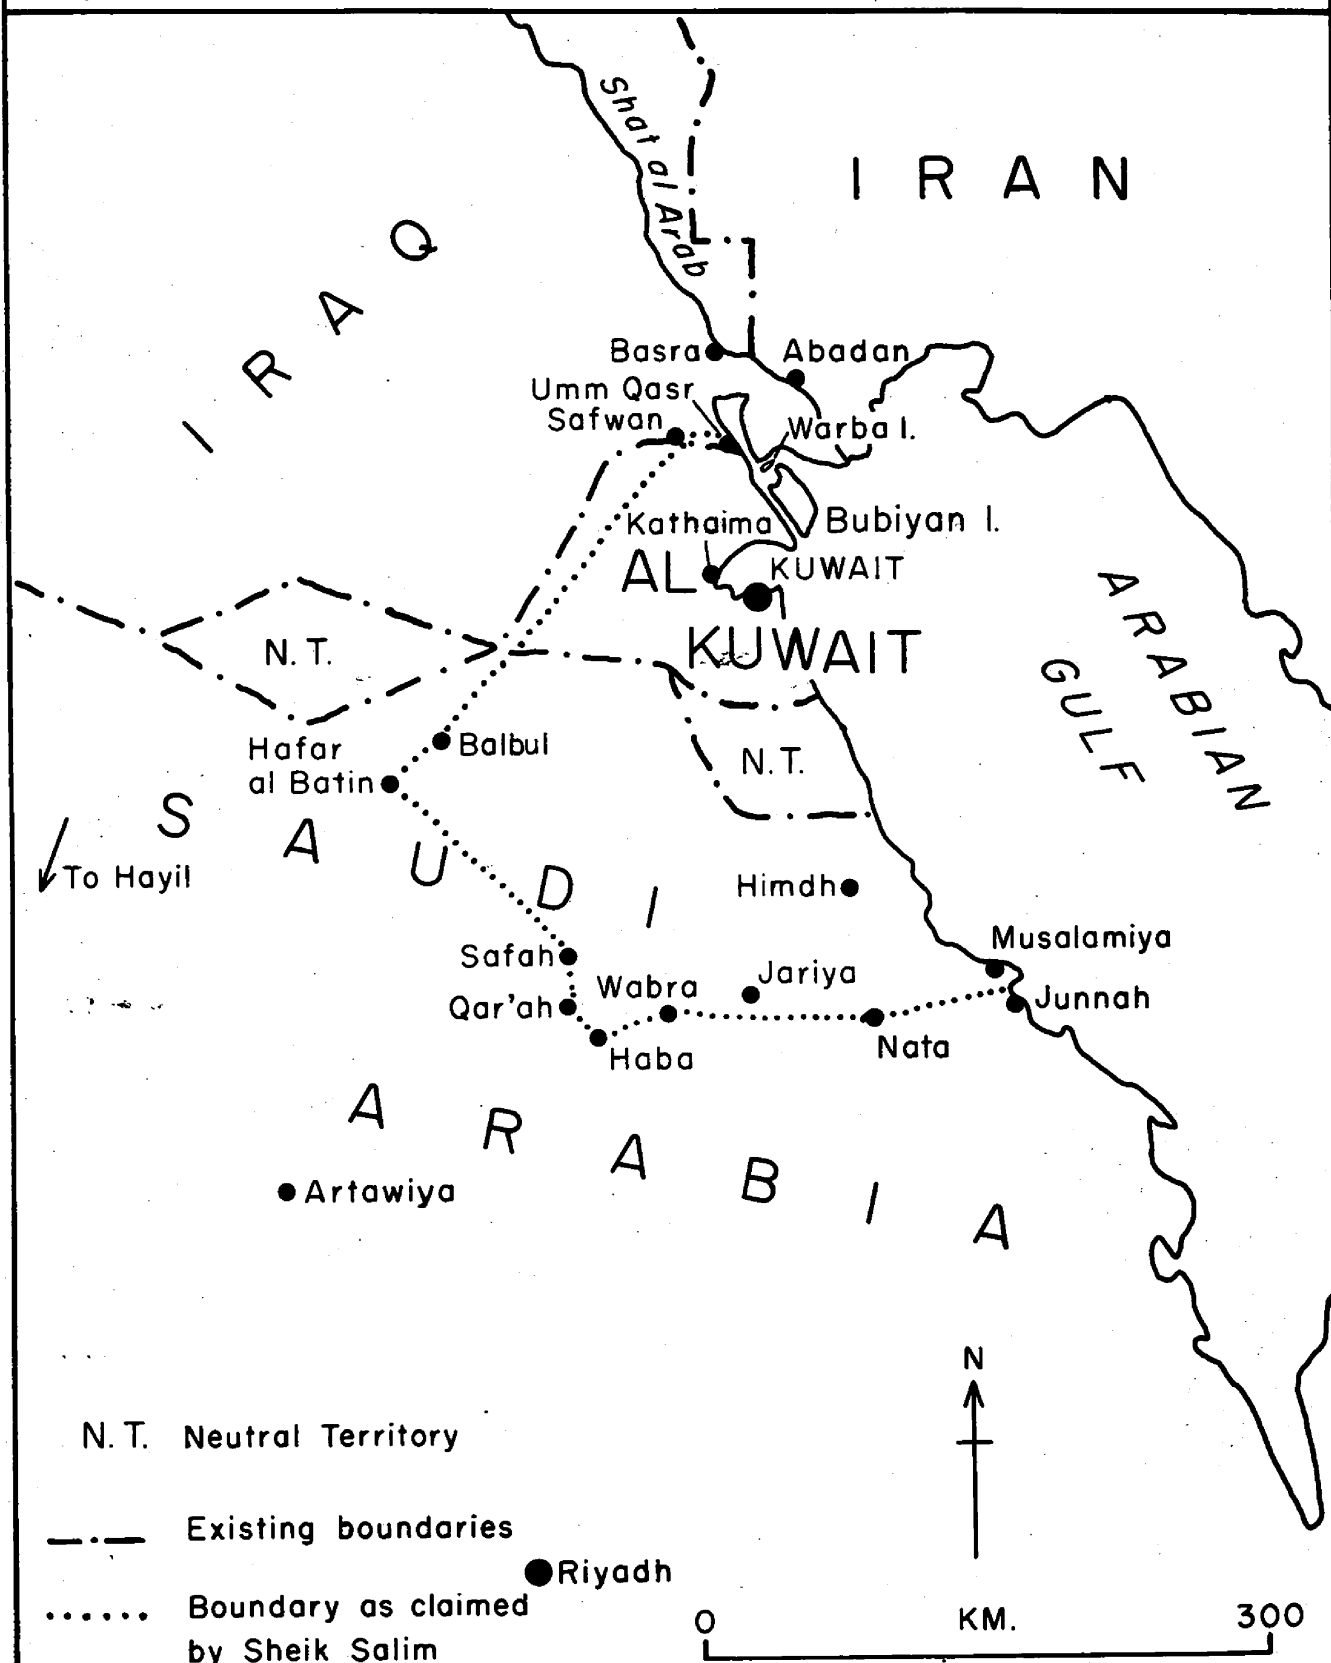 IRAN
Shat al Arab
IRAQ
Basra
Abadan
Umm Qasr
Safwan
Warba I.
Kathaima
Bubiyan I.
AL
KUWAIT
KUWAIT
ARABIAN
GULF
N.T.
Balbul
Hafar
al Batin
N.T.
SAUDI
To Hayil
Himdh
Musalamiya
Safah
Wabra
Jariya
Qar'ah
Junnah
Haba
Nata
ARABIA
Artawiya
N
N.T. Neutral Territory
Existing boundaries
Riyadh
Boundary as claimed
by Sheik Salim
0 KM. 300